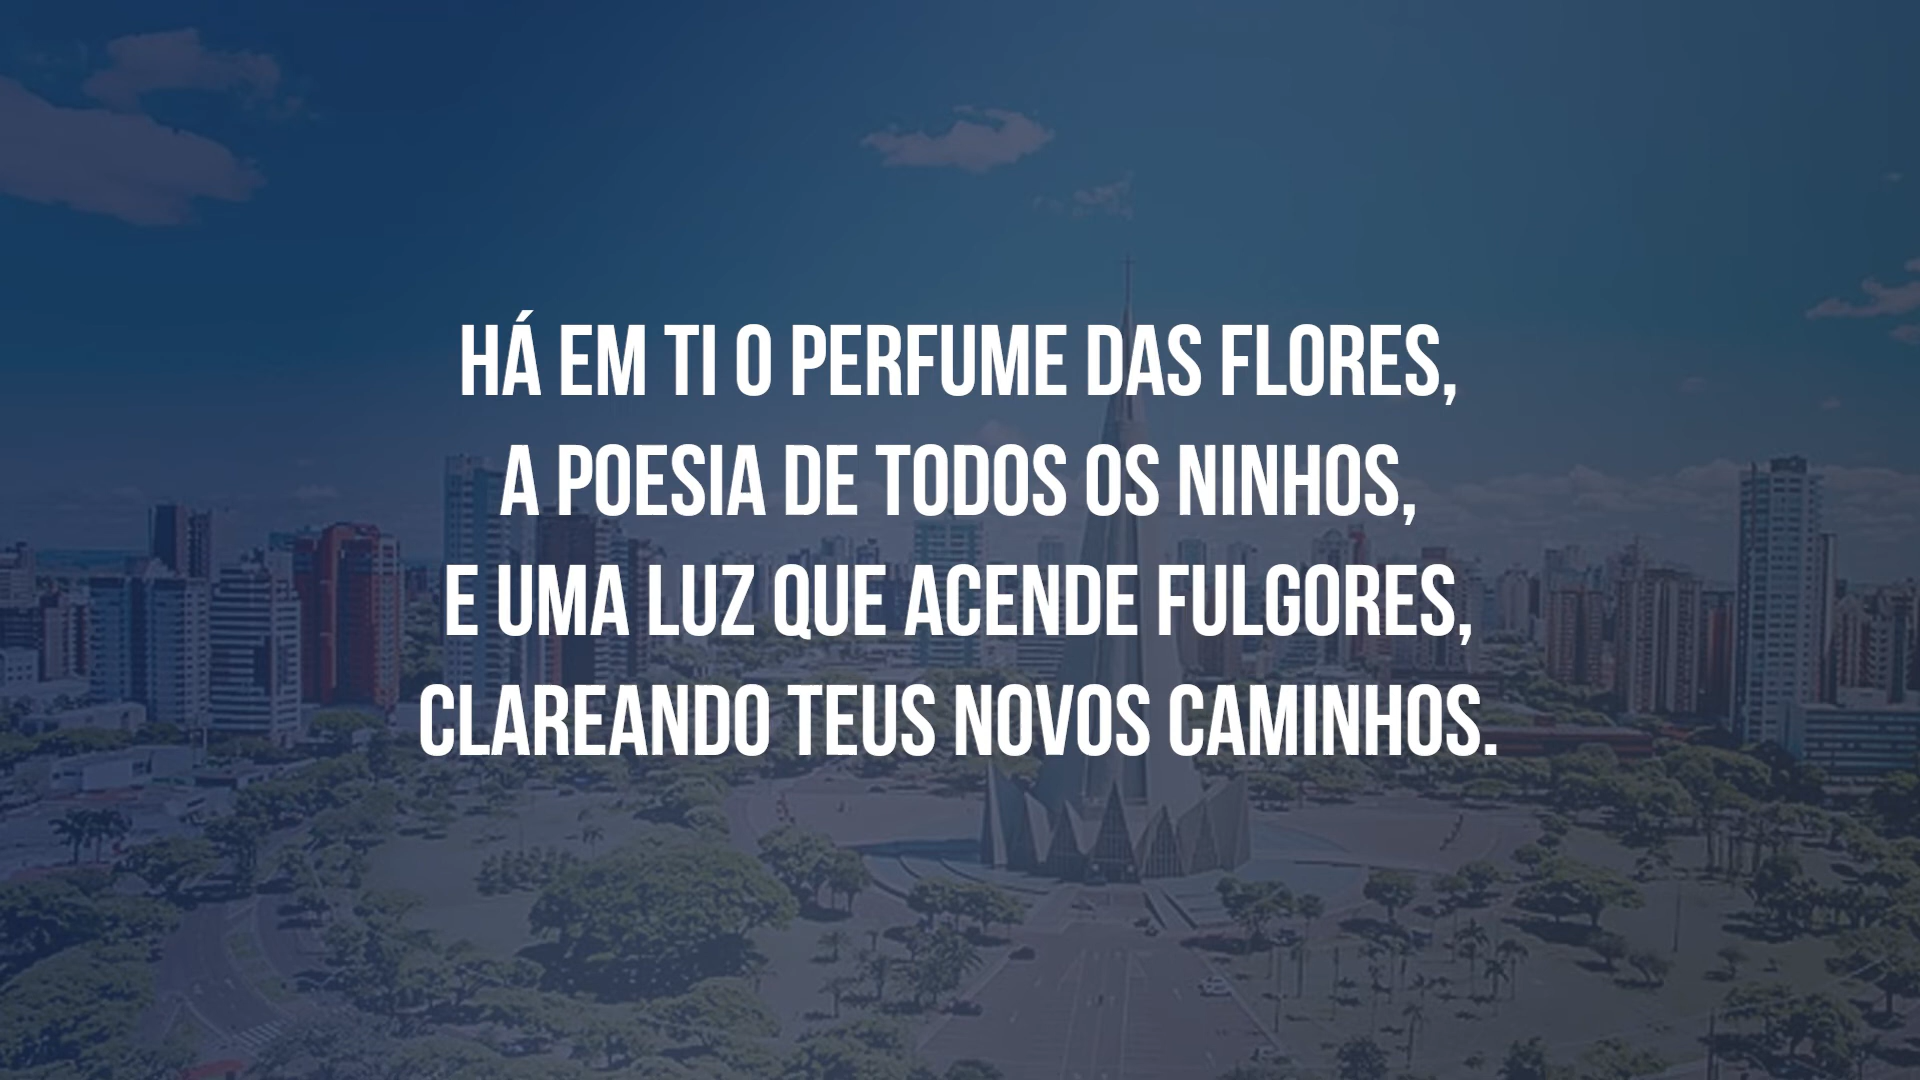 HÁ EM TI O PERFUME DAS FLORES,
A POESIA DE TODOS OS NINHOS,
E UMA LUZ QUE ACENDE FULGORES,
CLAREANDO TEUS NOVOS CAMINHOS.